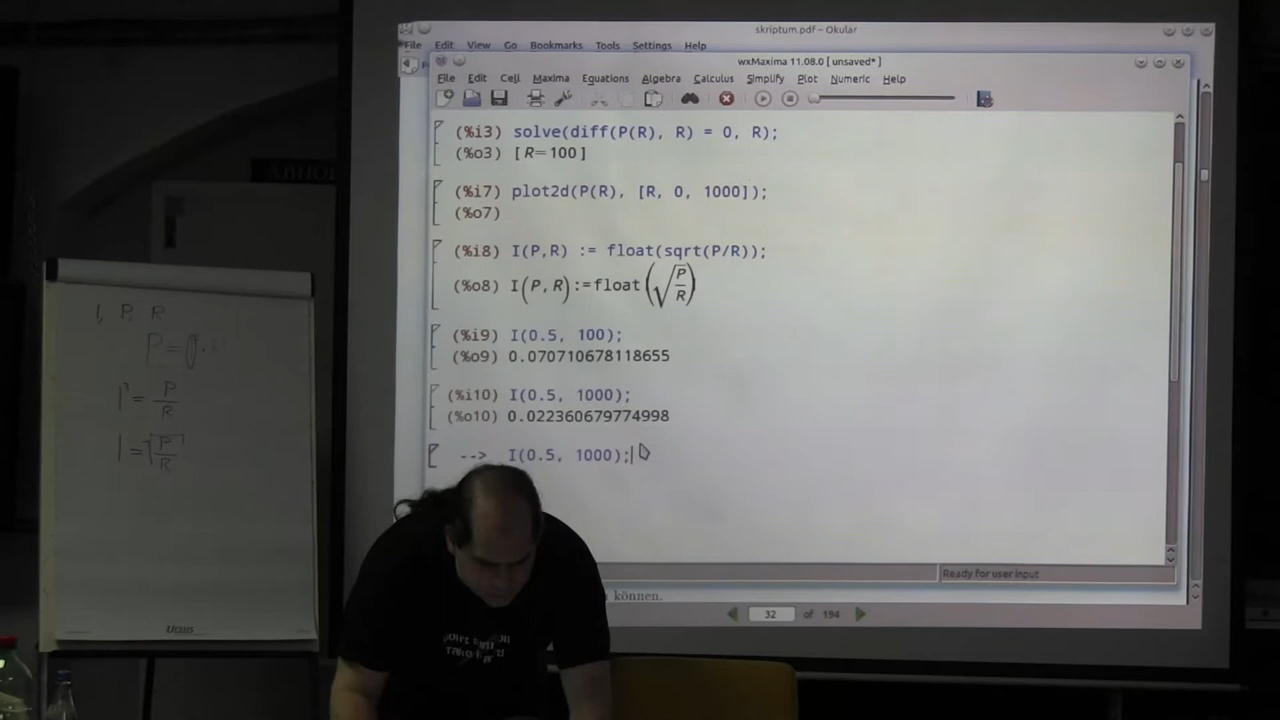 skriptum.pdf – Okular
File Edit View Go Bookmarks Tools Settings Help
wxMaxima 11.08.0 [ unsaved* ]
File Edit Cell Maxima Equations Algebra Calculus Simplify Plot Numeric Help
(%i3) solve(diff(P(R), R) = 0, R);
(%o3) [R=100]
(%i7) plot2d(P(R), [R, 0, 1000]);
(%o7)
(%i8) I(P,R) := float(sqrt(P/R));
(%o8) I(P,R):=float(√(P/R))
(%i9) I(0.5, 100);
(%o9) 0.070710678118655
(%i10) I(0.5, 1000);
(%o10) 0.022360679774998
--> I(0.5, 1000);
Ready for user input
können.
32 of 194
I, P, R
P=
I² = P/R
I = √(P/R)